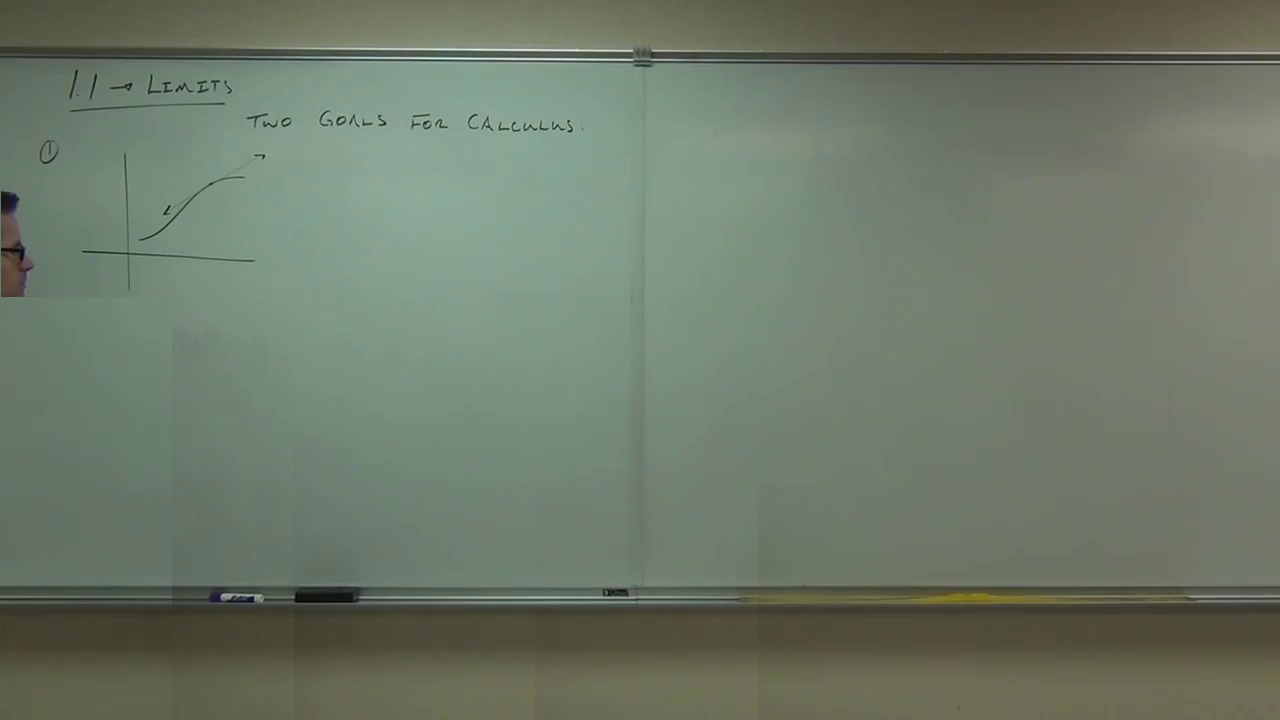 1.1 → LIMITS
TWO GOALS FOR CALCULUS:
①